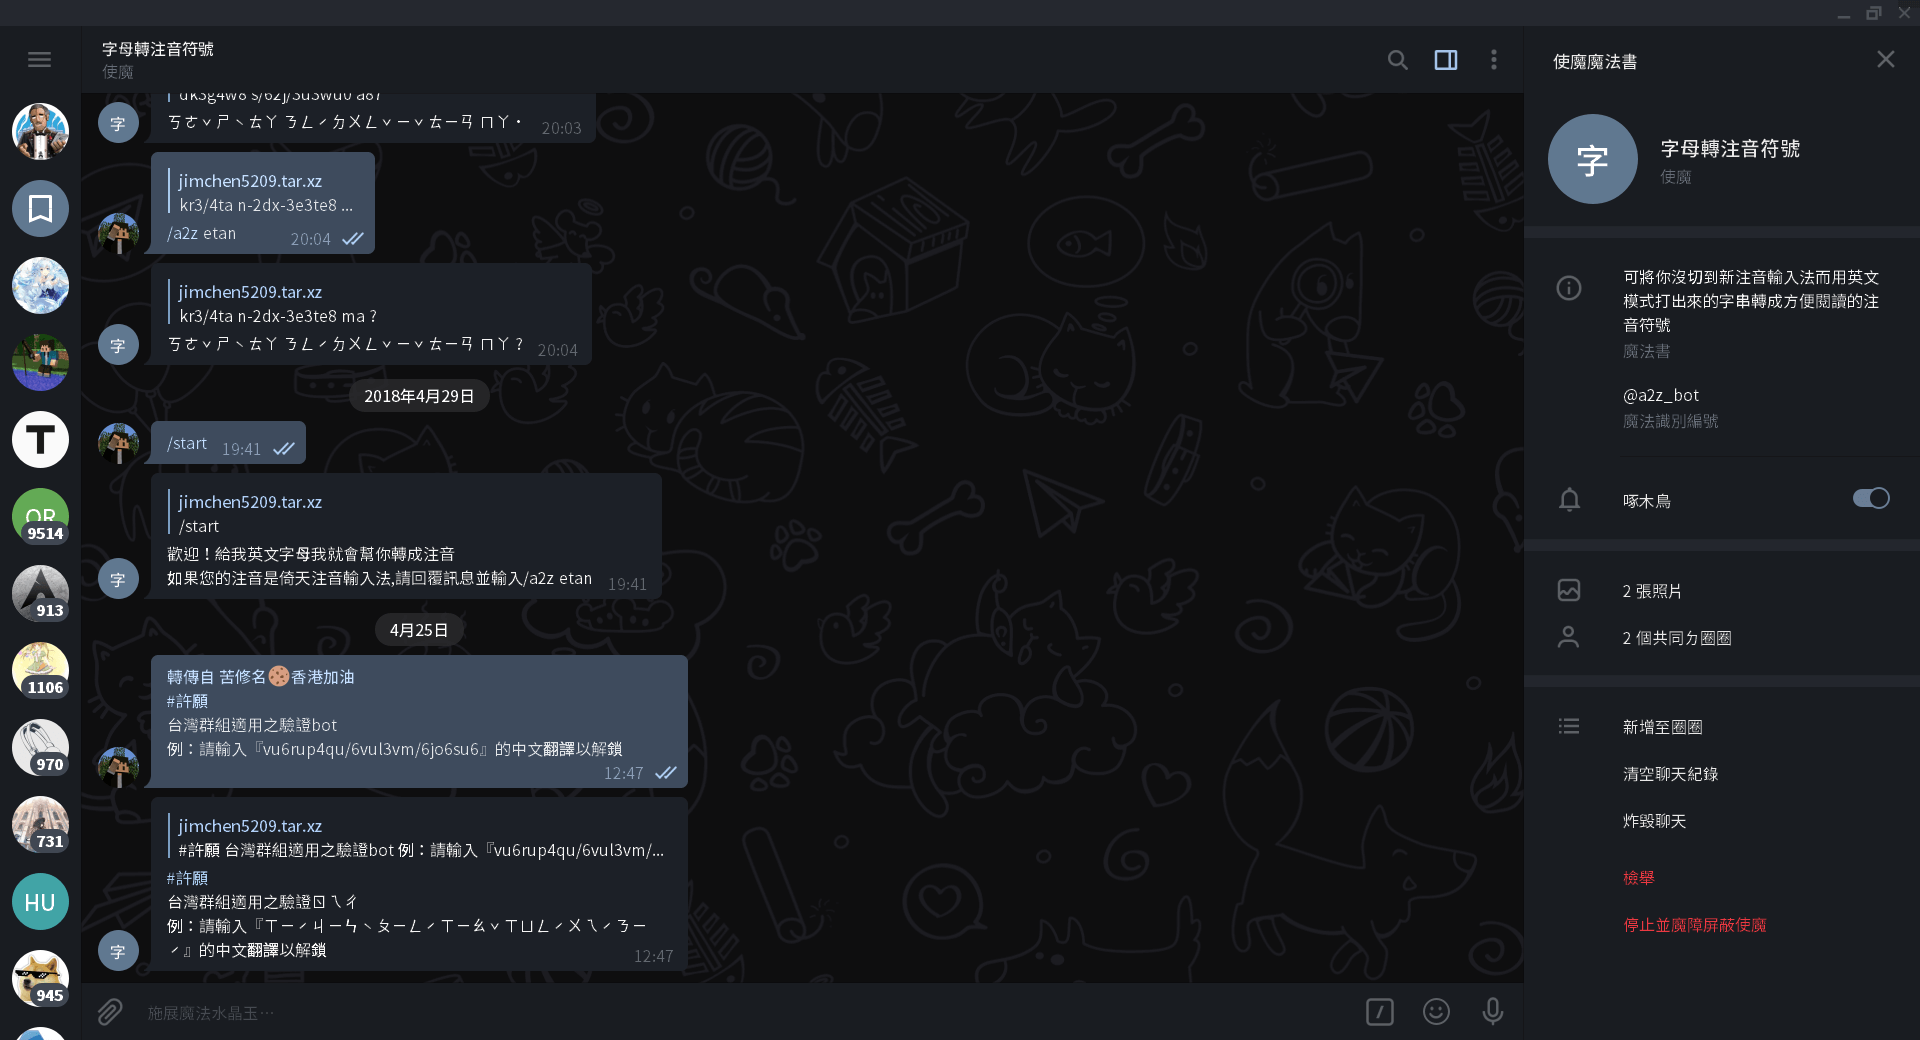 字母轉注音符號
使魔
dk3g4w8 s/62j/3u3wu0 a87
ㄎㄜˇㄕˋㄊㄚ ㄋㄥˊㄉㄨㄥˇㄧˇㄊㄧㄢ ㄇㄚ˙
20:03
字
jimchen5209.tar.xz
kr3/4ta n-2dx-3e3te8 ...
/a2z etan
20:04
jimchen5209.tar.xz
kr3/4ta n-2dx-3e3te8 ma ?
ㄎㄜˇㄕˋㄊㄚ ㄋㄥˊㄉㄨㄥˇㄧˇㄊㄧㄢ ㄇㄚ ?
20:04
字
2018年4月29日
/start
19:41
jimchen5209.tar.xz
/start
歡迎！給我英文字母我就會幫你轉成注音
如果您的注音是倚天注音輸入法,請回覆訊息並輸入/a2z etan
19:41
字
4月25日
轉傳自 苦修名🍪香港加油
#許願
台灣群組適用之驗證bot
例：請輸入『vu6rup4qu/6vul3vm/6jo6su6』的中文翻譯以解鎖
12:47
jimchen5209.tar.xz
#許願 台灣群組適用之驗證bot 例：請輸入『vu6rup4qu/6vul3vm/...
#許願
台灣群組適用之驗證ㄖㄟㄔ
例：請輸入『ㄒㄧˊㄐㄧㄣˋㄆㄧㄥˊㄒㄧㄠˇㄒㄩㄥˊㄨㄟˊㄋㄧ
ˊ』的中文翻譯以解鎖
12:47
字
施展魔法水晶玉…
T
OR
9514
913
1106
970
731
HU
945
使魔魔法書
字
字母轉注音符號
使魔
可將你沒切到新注音輸入法而用英文
模式打出來的字串轉成方便閱讀的注
音符號
魔法書
@a2z_bot
魔法識別編號
啄木鳥
2 張照片
2 個共同ㄉ圈圈
新增至圈圈
清空聊天紀錄
炸毀聊天
檢舉
停止並魔障屏蔽使魔